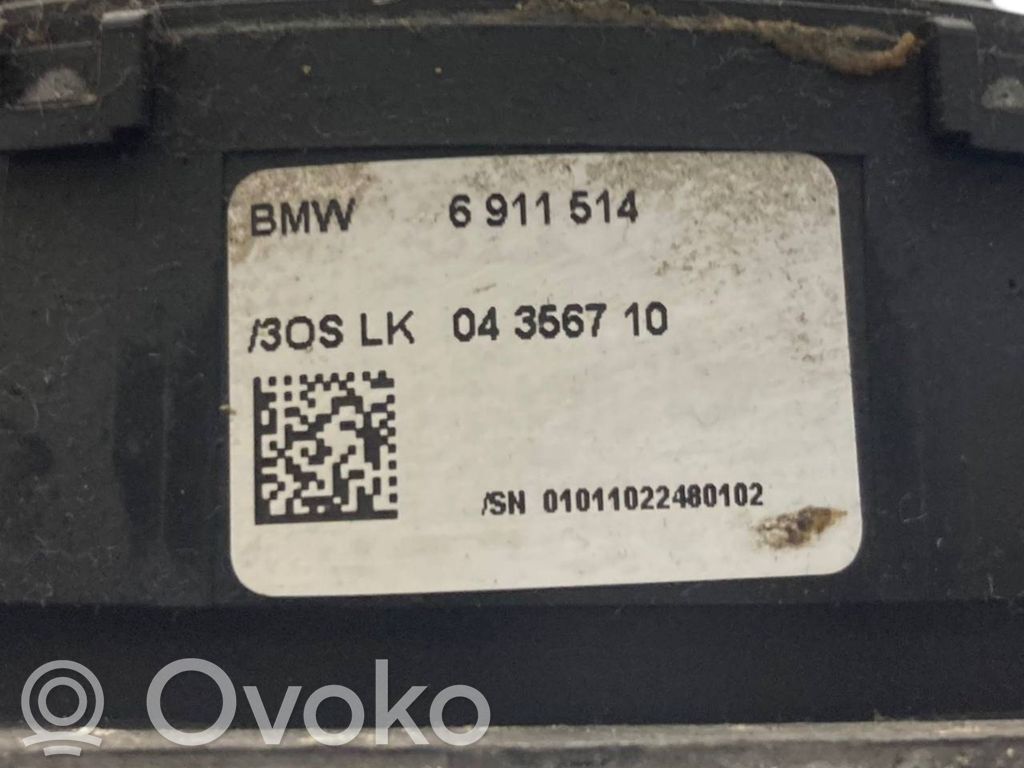 BMW 6 911 514
/3OS LK 04 3567 10
/SN 01011022480102
Ovoko